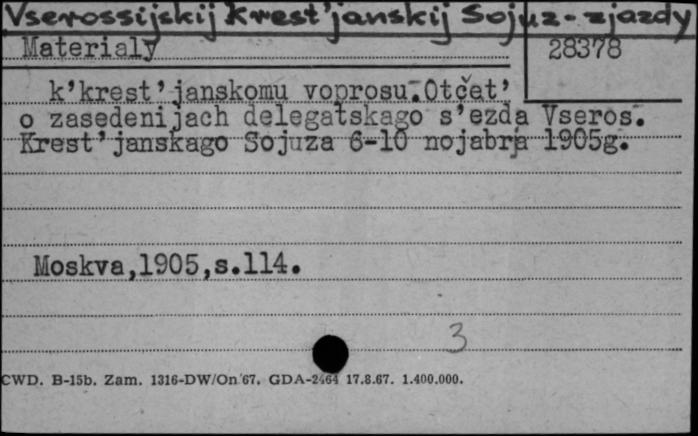 Vserossijskij Krest'janskij Sojuz - zjazdy
Materialy
28378
k'krest'janskomu voprosu.Otčet'
o zasedenijach delegatskago s'ezda Vseros.
Krest'janskago Sojuza 6-10 nojabrja 1905g.
Moskva,1905,s.114.
3
CWD. B-15b. Zam. 1316-DW/On/67. GDA-2464 17.8.67. 1.400.000.